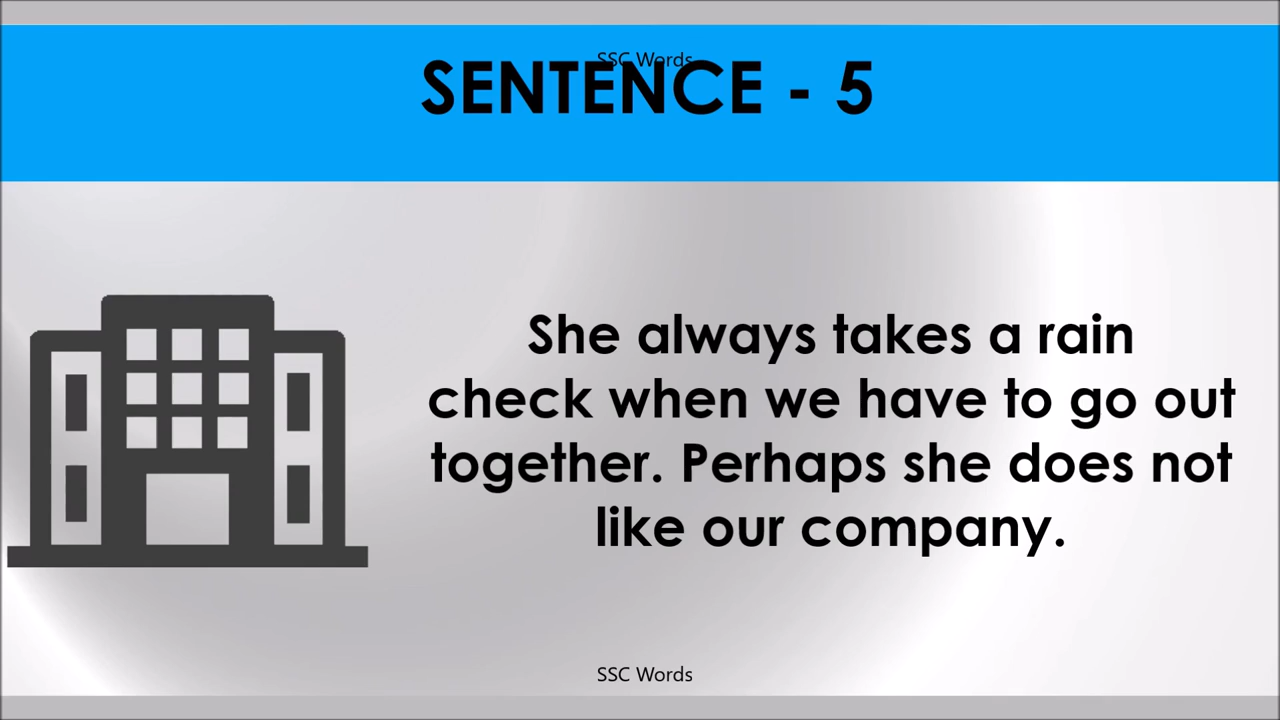 SSC Words
SENTENCE - 5
She always takes a rain
check when we have to go out
together. Perhaps she does not
like our company.
SSC Words